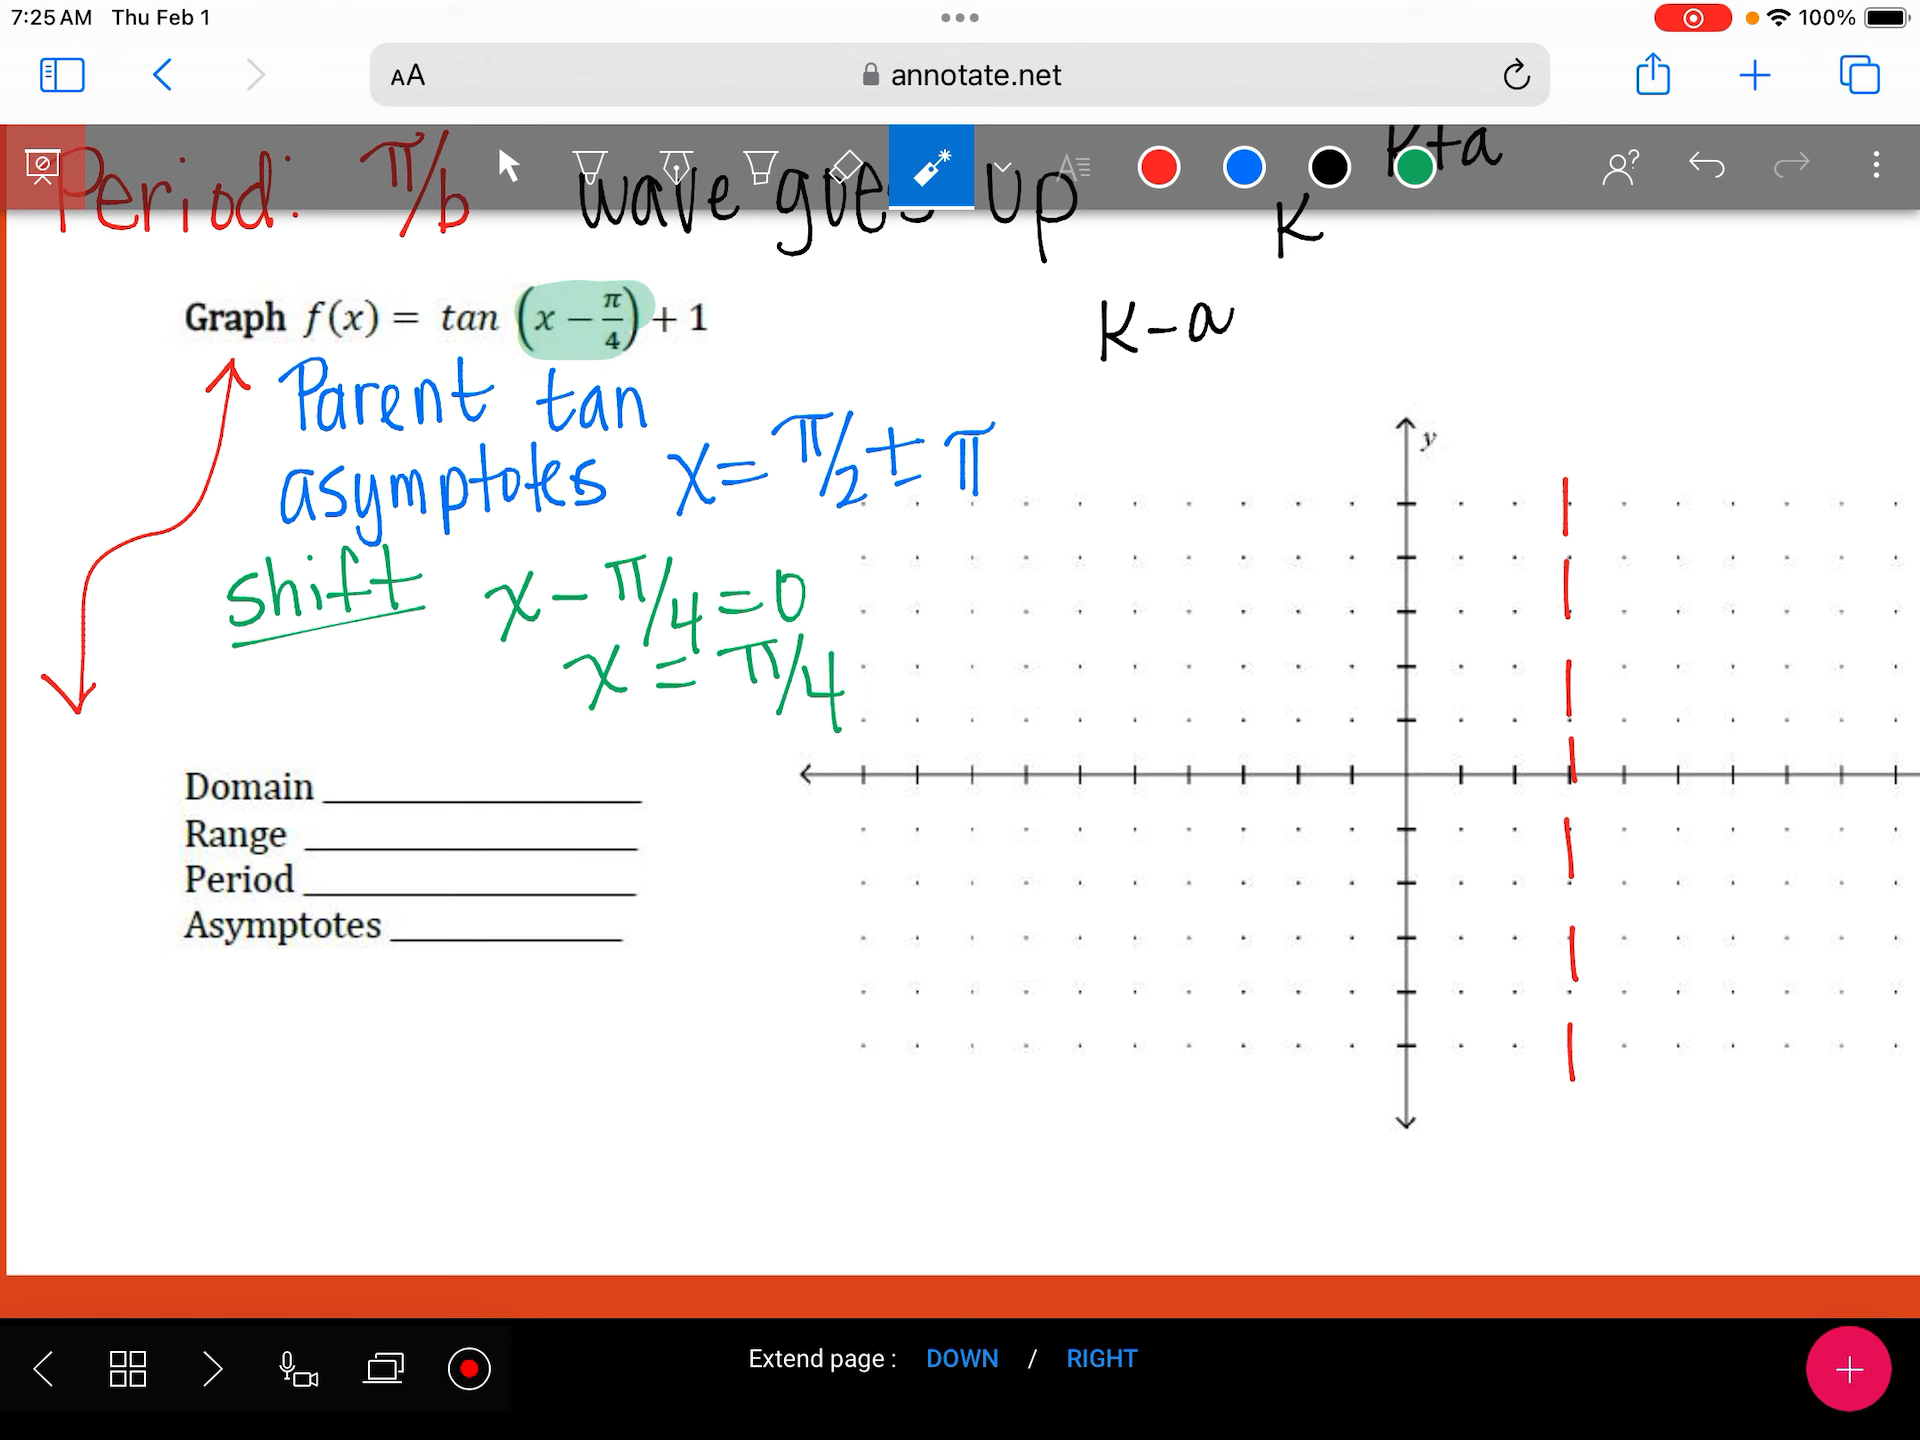 7:25 AM Thu Feb 1
100%
AA annotate.net
Period: π/b wave goes up
K+a
K
K-a
Graph f(x) = tan (x − π/4) + 1
Parent tan
asymptotes x = π/2 ± π
shift x - π/4 = 0
x = π/4
y
Domain
Range
Period
Asymptotes
Extend page : DOWN / RIGHT